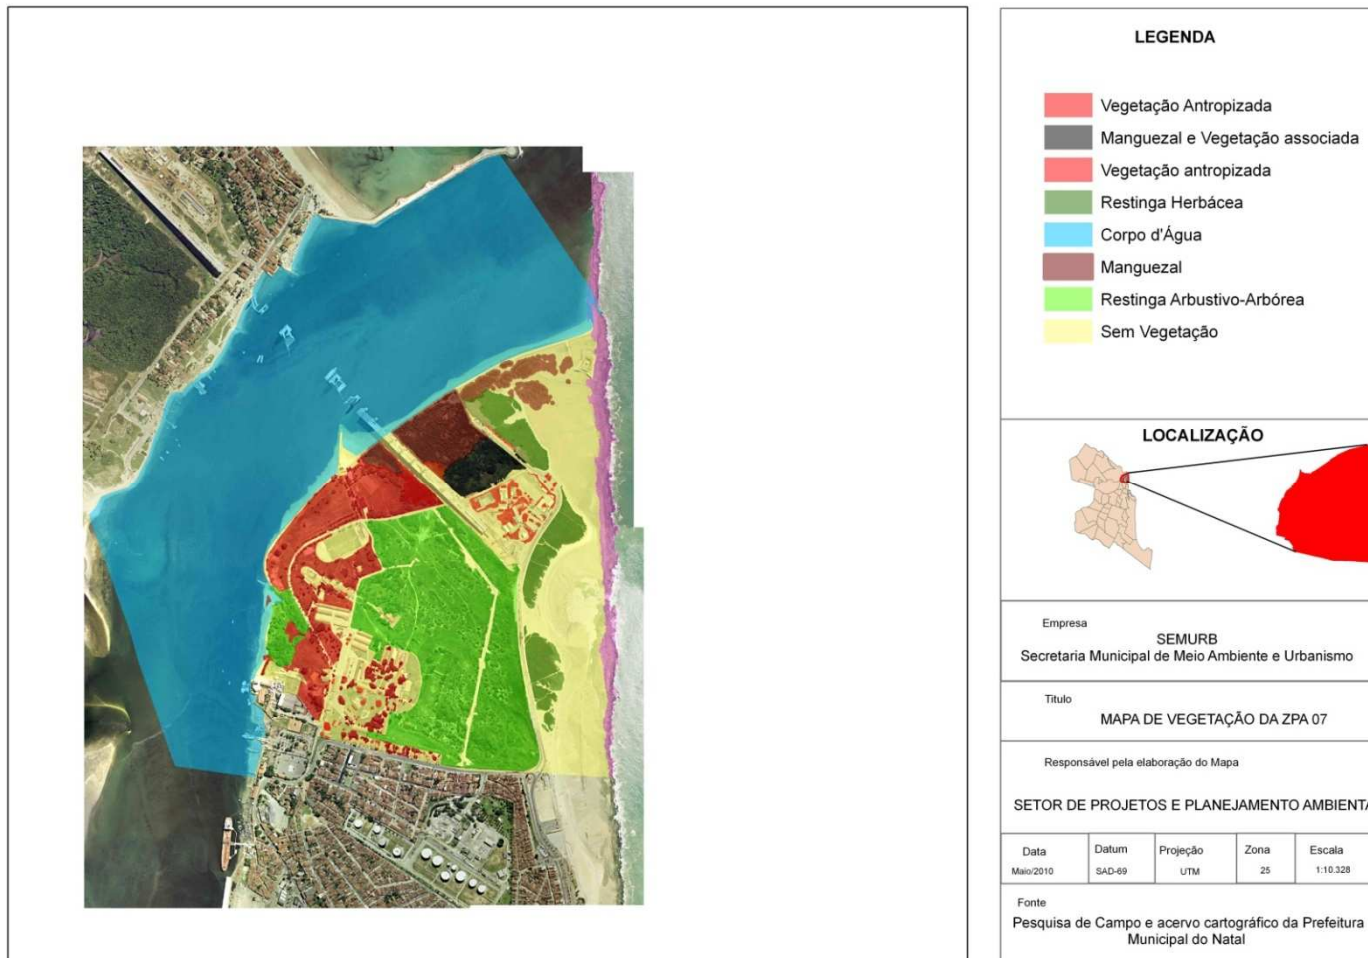 LEGENDA
Vegetação Antropizada
Manguezal e Vegetação associada
Vegetação antropizada
Restinga Herbácea
Corpo d'Água
Manguezal
Restinga Arbustivo-Arbórea
Sem Vegetação
LOCALIZAÇÃO
Empresa
SEMURB
Secretaria Municipal de Meio Ambiente e Urbanismo
Titulo
MAPA DE VEGETAÇÃO DA ZPA 07
Responsável pela elaboração do Mapa
SETOR DE PROJETOS E PLANEJAMENTO AMBIENTA
Data
Maio/2010
Datum
SAD-69
Projeção
UTM
Zona
25
Escala
1:10.328
Fonte
Pesquisa de Campo e acervo cartográfico da Prefeitura
Municipal do Natal